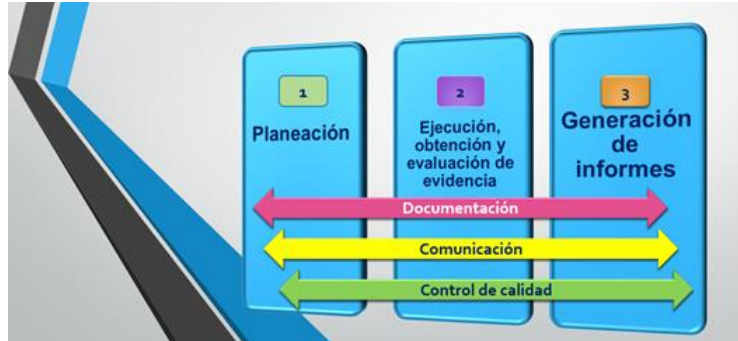 1
Planeación
2
Ejecución,
obtención y
evaluación de
evidencia
3
Generación
de
informes
Documentación
Comunicación
Control de calidad